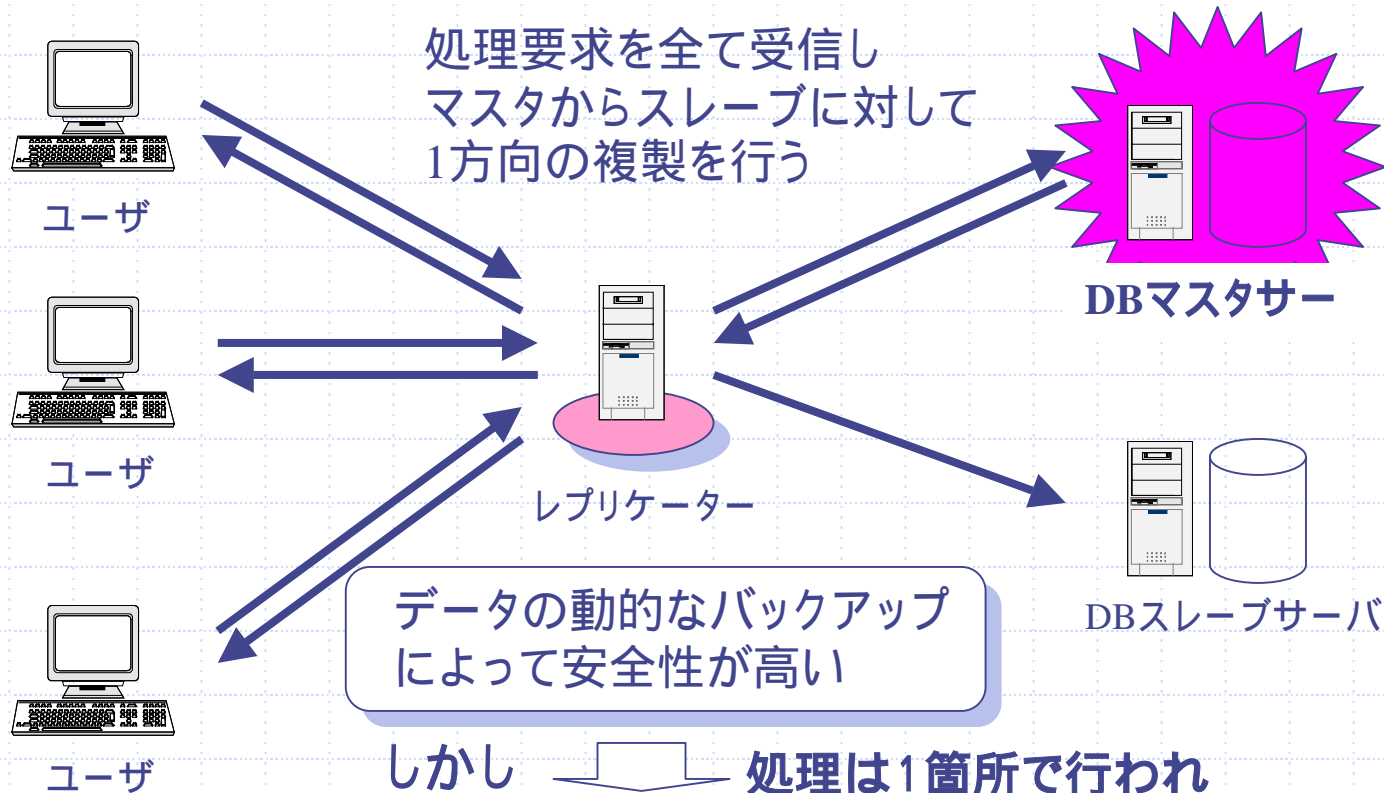 処理要求を全て受信し
マスタからスレーブに対して
1方向の複製を行う
ユーザ
DBマスタサー
ユーザ
レプリケーター
データの動的なバックアップ
によって安全性が高い
DBスレーブサーバ
ユーザ
しかし
処理は1箇所で行われ